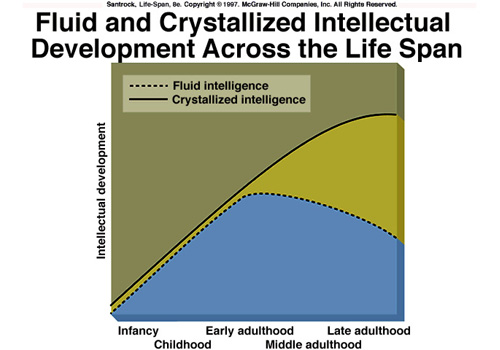 Santrock, Life-Span, 8e. Copyright © 1997. McGraw-Hill Companies, Inc. All Rights Reserved.
Fluid and Crystallized Intellectual
Development Across the Life Span
Fluid intelligence
Crystallized intelligence
Intellectual development
Infancy
Early adulthood
Late adulthood
Childhood
Middle adulthood